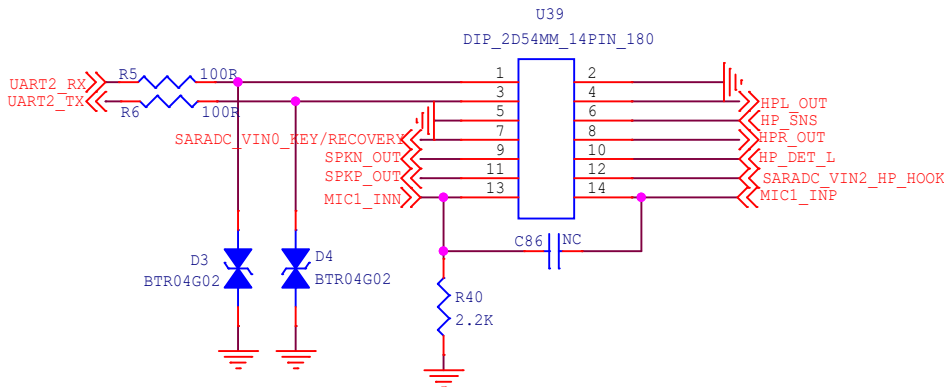 U39
DIP_2D54MM_14PIN_180
UART2_RX
R5
100R
1
2
UART2_TX
R6
100R
3
4
HPL_OUT
5
6
HP_SNS
SARADC_VIN0_KEY/RECOVERY
7
8
HPR_OUT
SPKN_OUT
9
10
HP_DET_L
SPKP_OUT
11
12
SARADC_VIN2_HP_HOOK
MIC1_INN
13
14
MIC1_INP
C86
NC
D3
BTR04G02
D4
BTR04G02
R40
2.2K